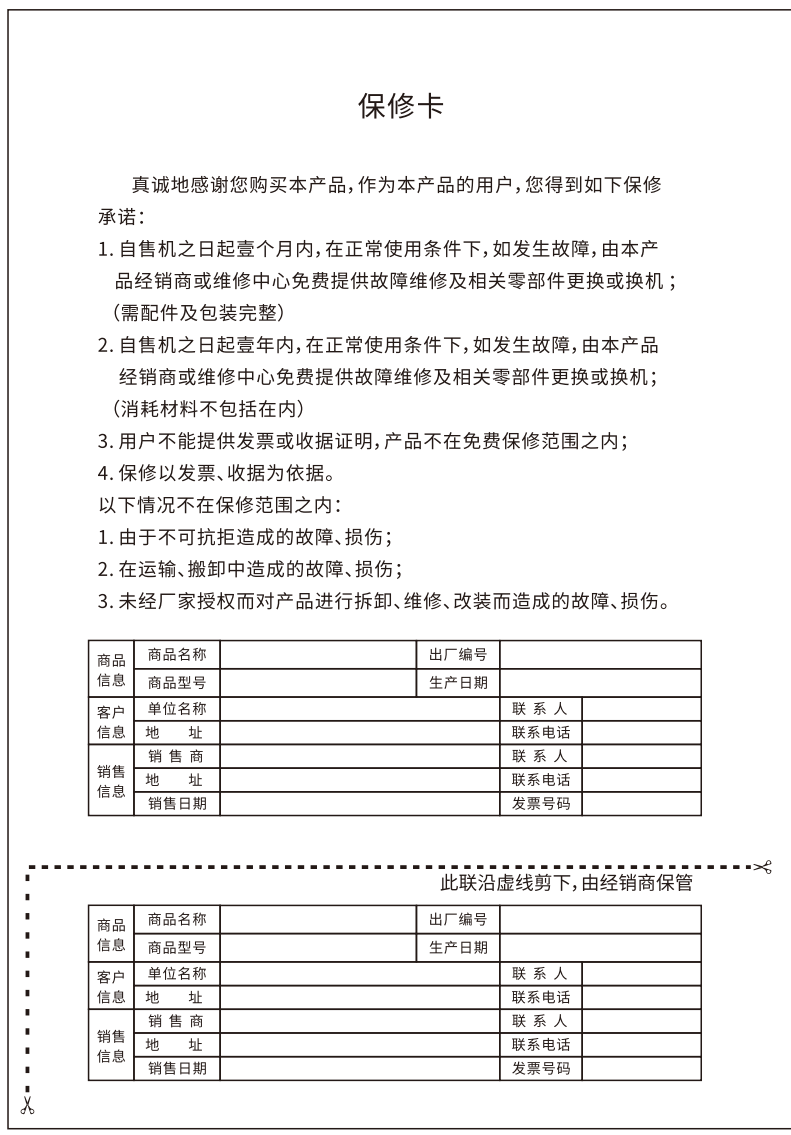 保修卡
真诚地感谢您购买本产品，作为本产品的用户，您得到如下保修
承诺：
1. 自售机之日起壹个月内，在正常使用条件下，如发生故障，由本产
品经销商或维修中心免费提供故障维修及相关零部件更换或换机；
（需配件及包装完整）
2. 自售机之日起壹年内，在正常使用条件下，如发生故障，由本产品
经销商或维修中心免费提供故障维修及相关零部件更换或换机；
（消耗材料不包括在内）
3. 用户不能提供发票或收据证明，产品不在免费保修范围之内；
4. 保修以发票、收据为依据。
以下情况不在保修范围之内：
1. 由于不可抗拒造成的故障、损伤；
2. 在运输、搬卸中造成的故障、损伤；
3. 未经厂家授权而对产品进行拆卸、维修、改装而造成的故障、损伤。
商品信息
商品名称 出厂编号
商品型号 生产日期
客户信息
单位名称 联 系 人
地 址 联系电话
销售信息
销 售 商 联 系 人
地 址 联系电话
销售日期 发票号码
此联沿虚线剪下，由经销商保管
商品信息
商品名称 出厂编号
商品型号 生产日期
客户信息
单位名称 联 系 人
地 址 联系电话
销售信息
销 售 商 联 系 人
地 址 联系电话
销售日期 发票号码